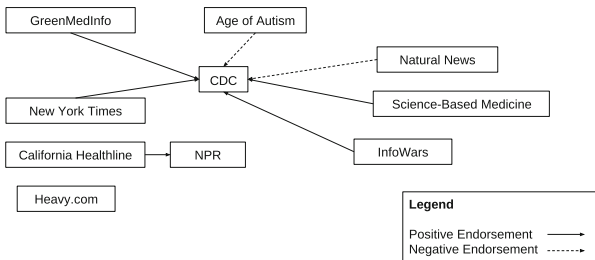 GreenMedInfo
Age of Autism
Natural News
CDC
New York Times
Science-Based Medicine
California Healthline
NPR
InfoWars
Heavy.com
Legend
Positive Endorsement
Negative Endorsement